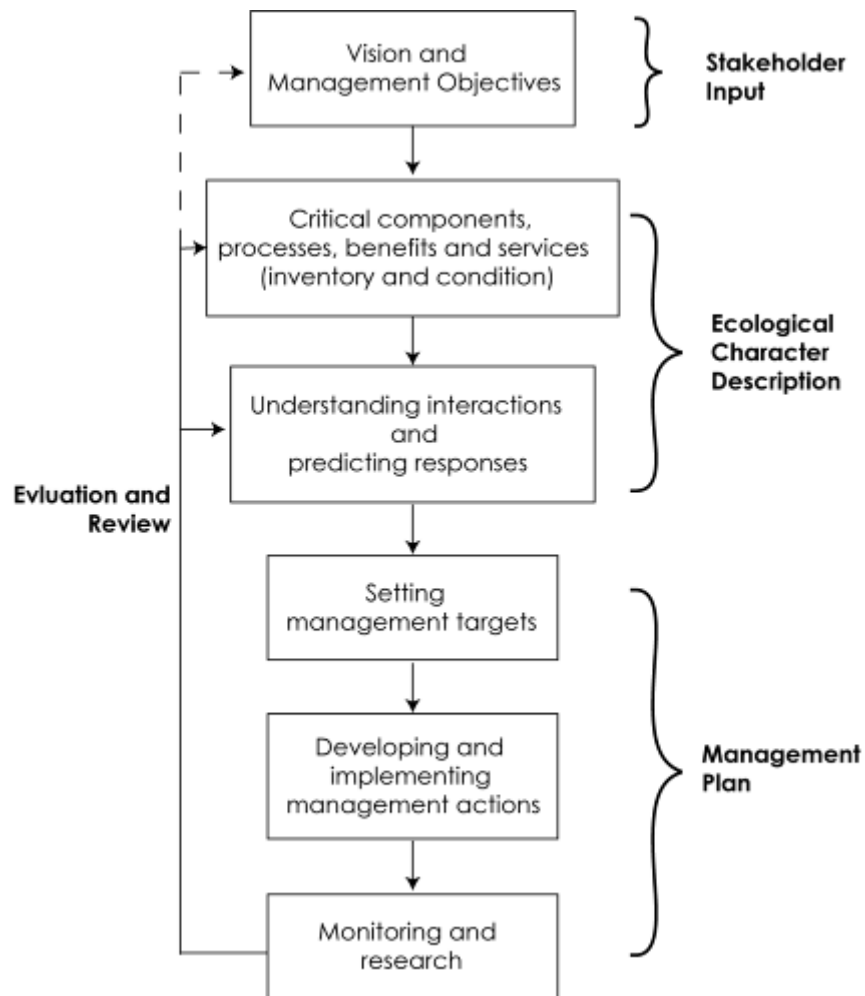 Vision and
Management Objectives
Stakeholder
Input
Critical components,
processes, benefits and services
(inventory and condition)
Ecological
Character
Description
Understanding interactions
and
predicting responses
Evluation and
Review
Setting
management targets
Developing and
implementing
management actions
Management
Plan
Monitoring and
research